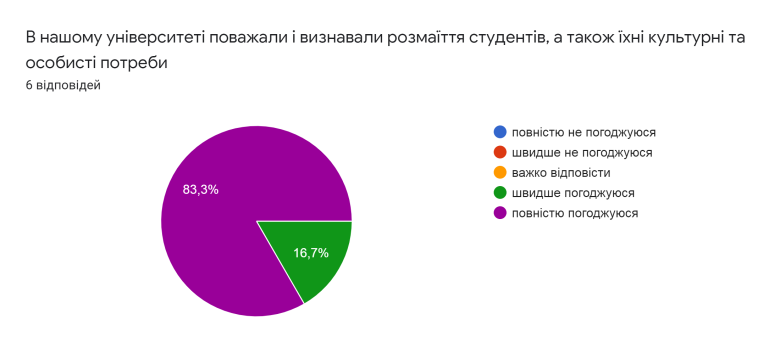 В нашому університеті поважали і визнавали розмаїття студентів, а також їхні культурні та
особисті потреби
6 відповідей
83,3%
16,7%
повністю не погоджуюся
швидше не погоджуюся
важко відповісти
швидше погоджуюся
повністю погоджуюся